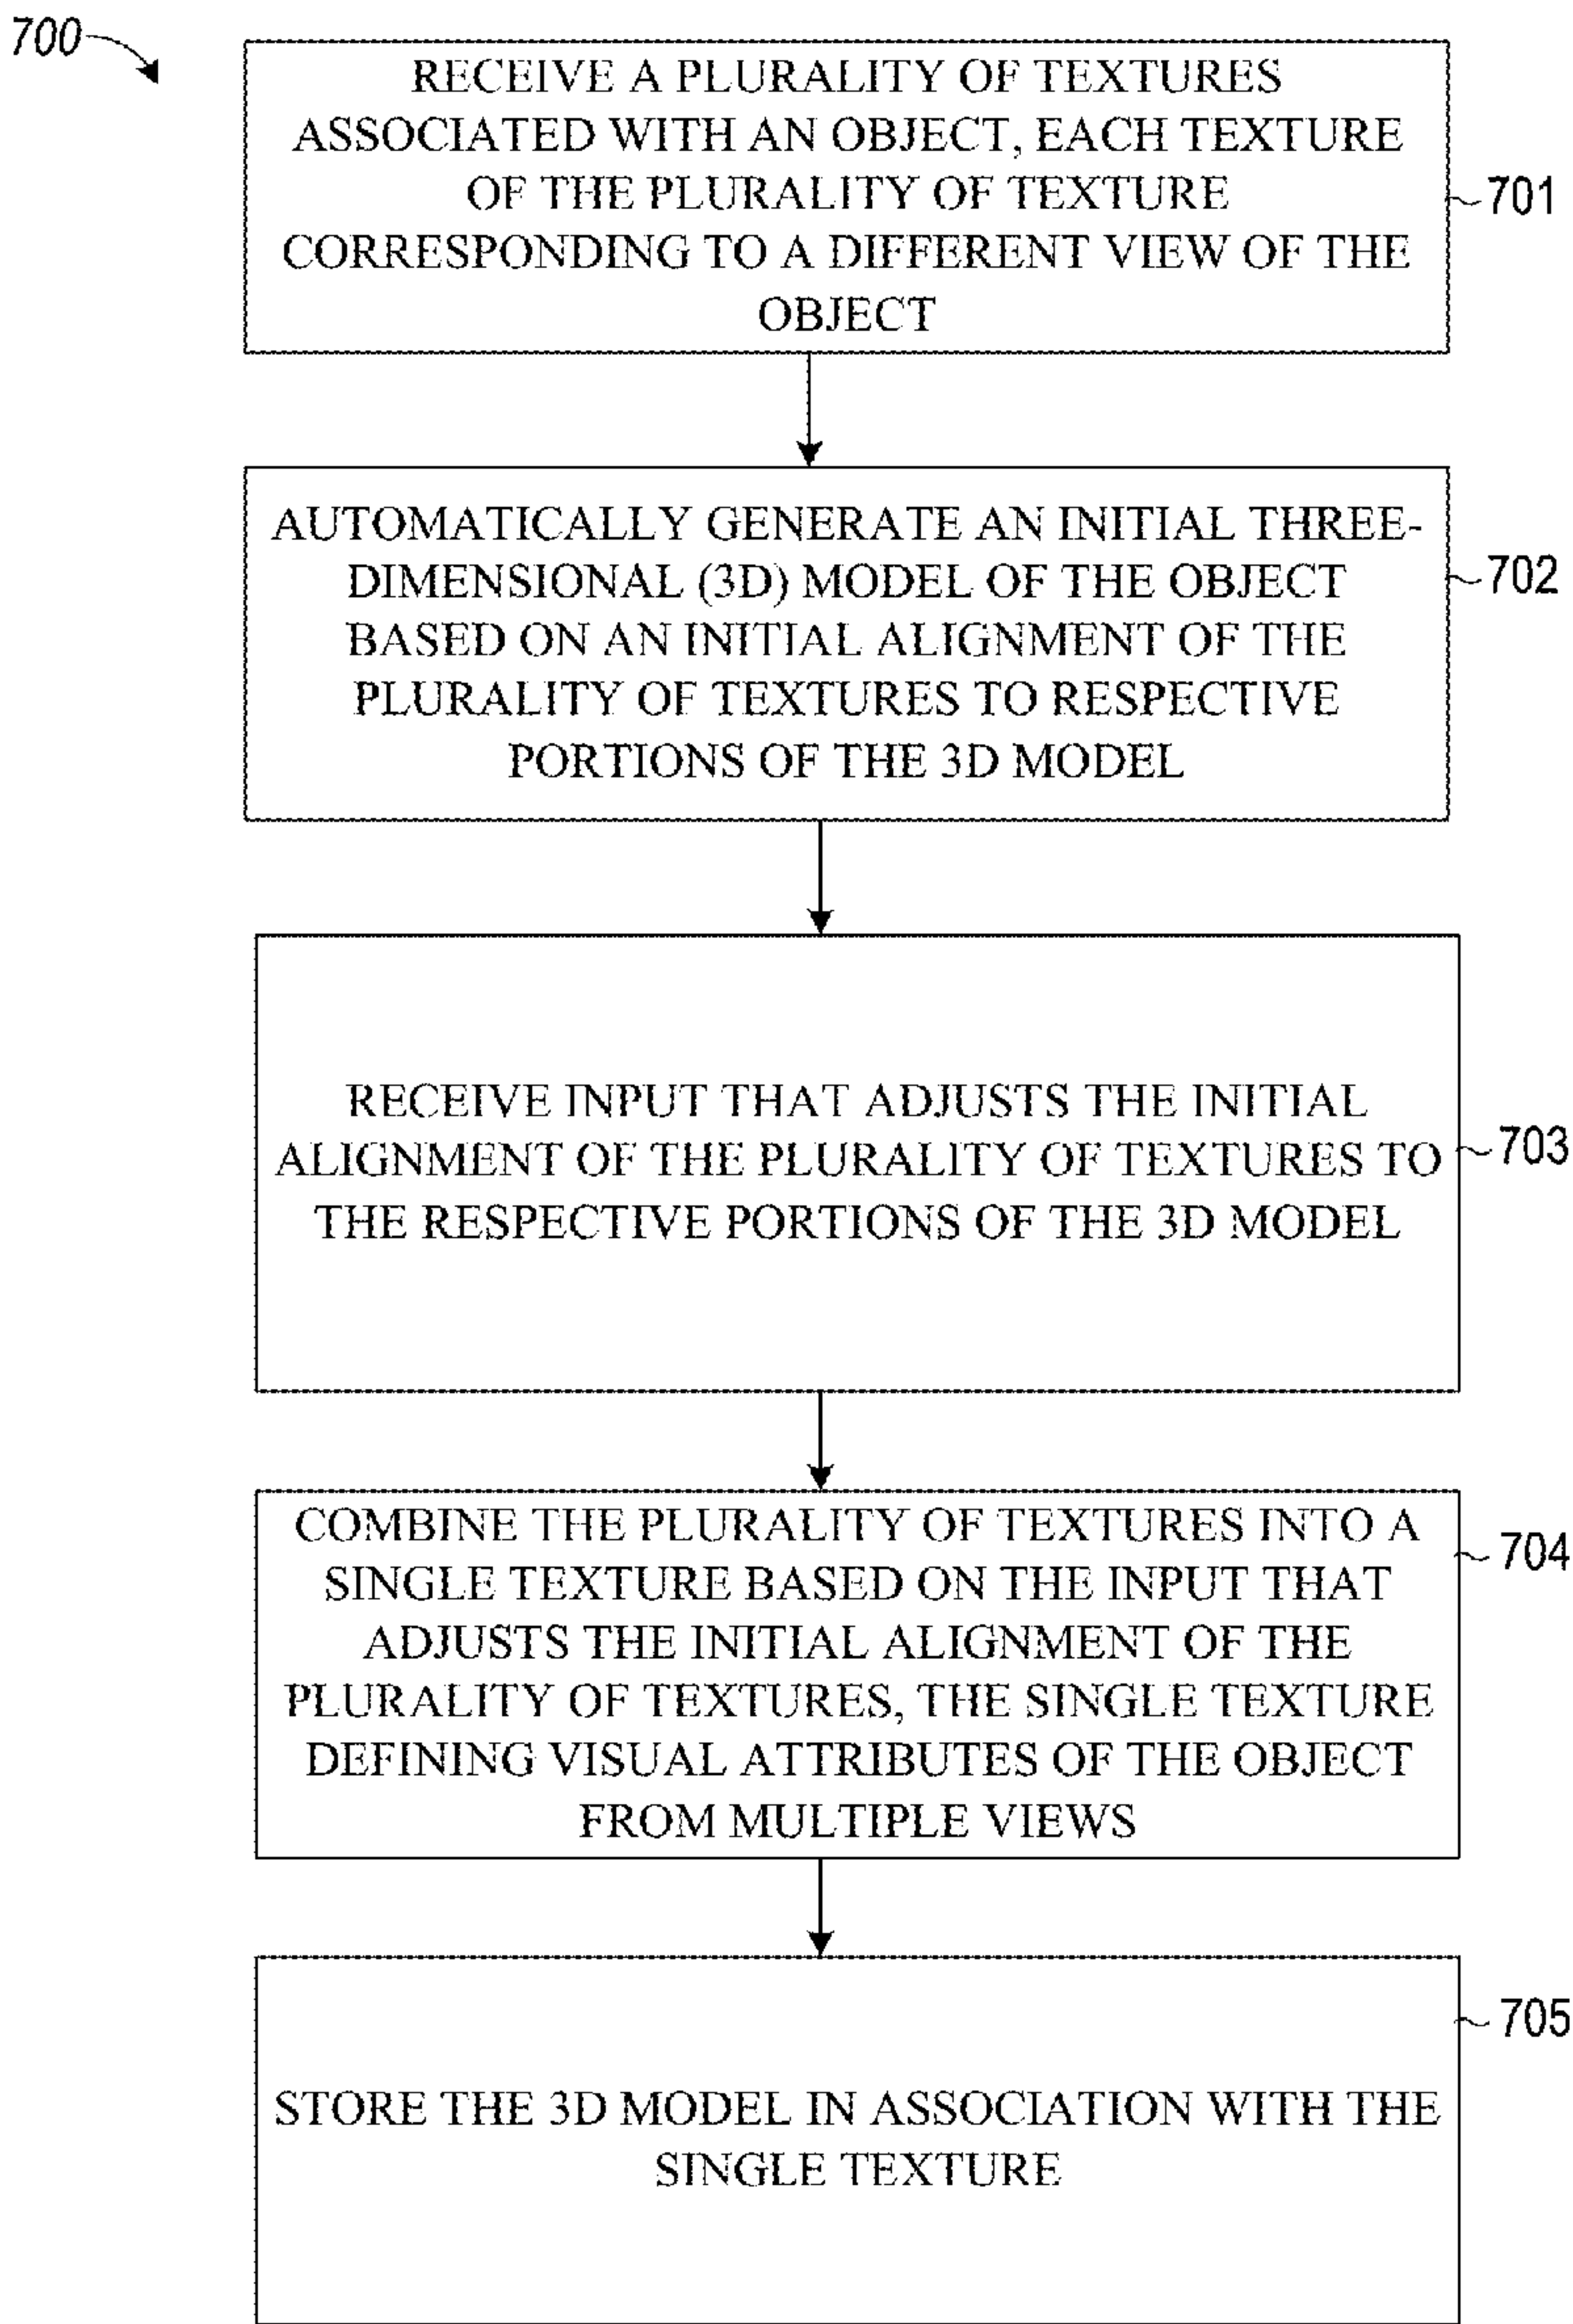 700
RECEIVE A PLURALITY OF TEXTURES
ASSOCIATED WITH AN OBJECT, EACH TEXTURE
OF THE PLURALITY OF TEXTURE
CORRESPONDING TO A DIFFERENT VIEW OF THE
OBJECT
701
AUTOMATICALLY GENERATE AN INITIAL THREE-
DIMENSIONAL (3D) MODEL OF THE OBJECT
BASED ON AN INITIAL ALIGNMENT OF THE
PLURALITY OF TEXTURES TO RESPECTIVE
PORTIONS OF THE 3D MODEL
702
RECEIVE INPUT THAT ADJUSTS THE INITIAL
ALIGNMENT OF THE PLURALITY OF TEXTURES TO
THE RESPECTIVE PORTIONS OF THE 3D MODEL
703
COMBINE THE PLURALITY OF TEXTURES INTO A
SINGLE TEXTURE BASED ON THE INPUT THAT
ADJUSTS THE INITIAL ALIGNMENT OF THE
PLURALITY OF TEXTURES, THE SINGLE TEXTURE
DEFINING VISUAL ATTRIBUTES OF THE OBJECT
FROM MULTIPLE VIEWS
704
STORE THE 3D MODEL IN ASSOCIATION WITH THE
SINGLE TEXTURE
705